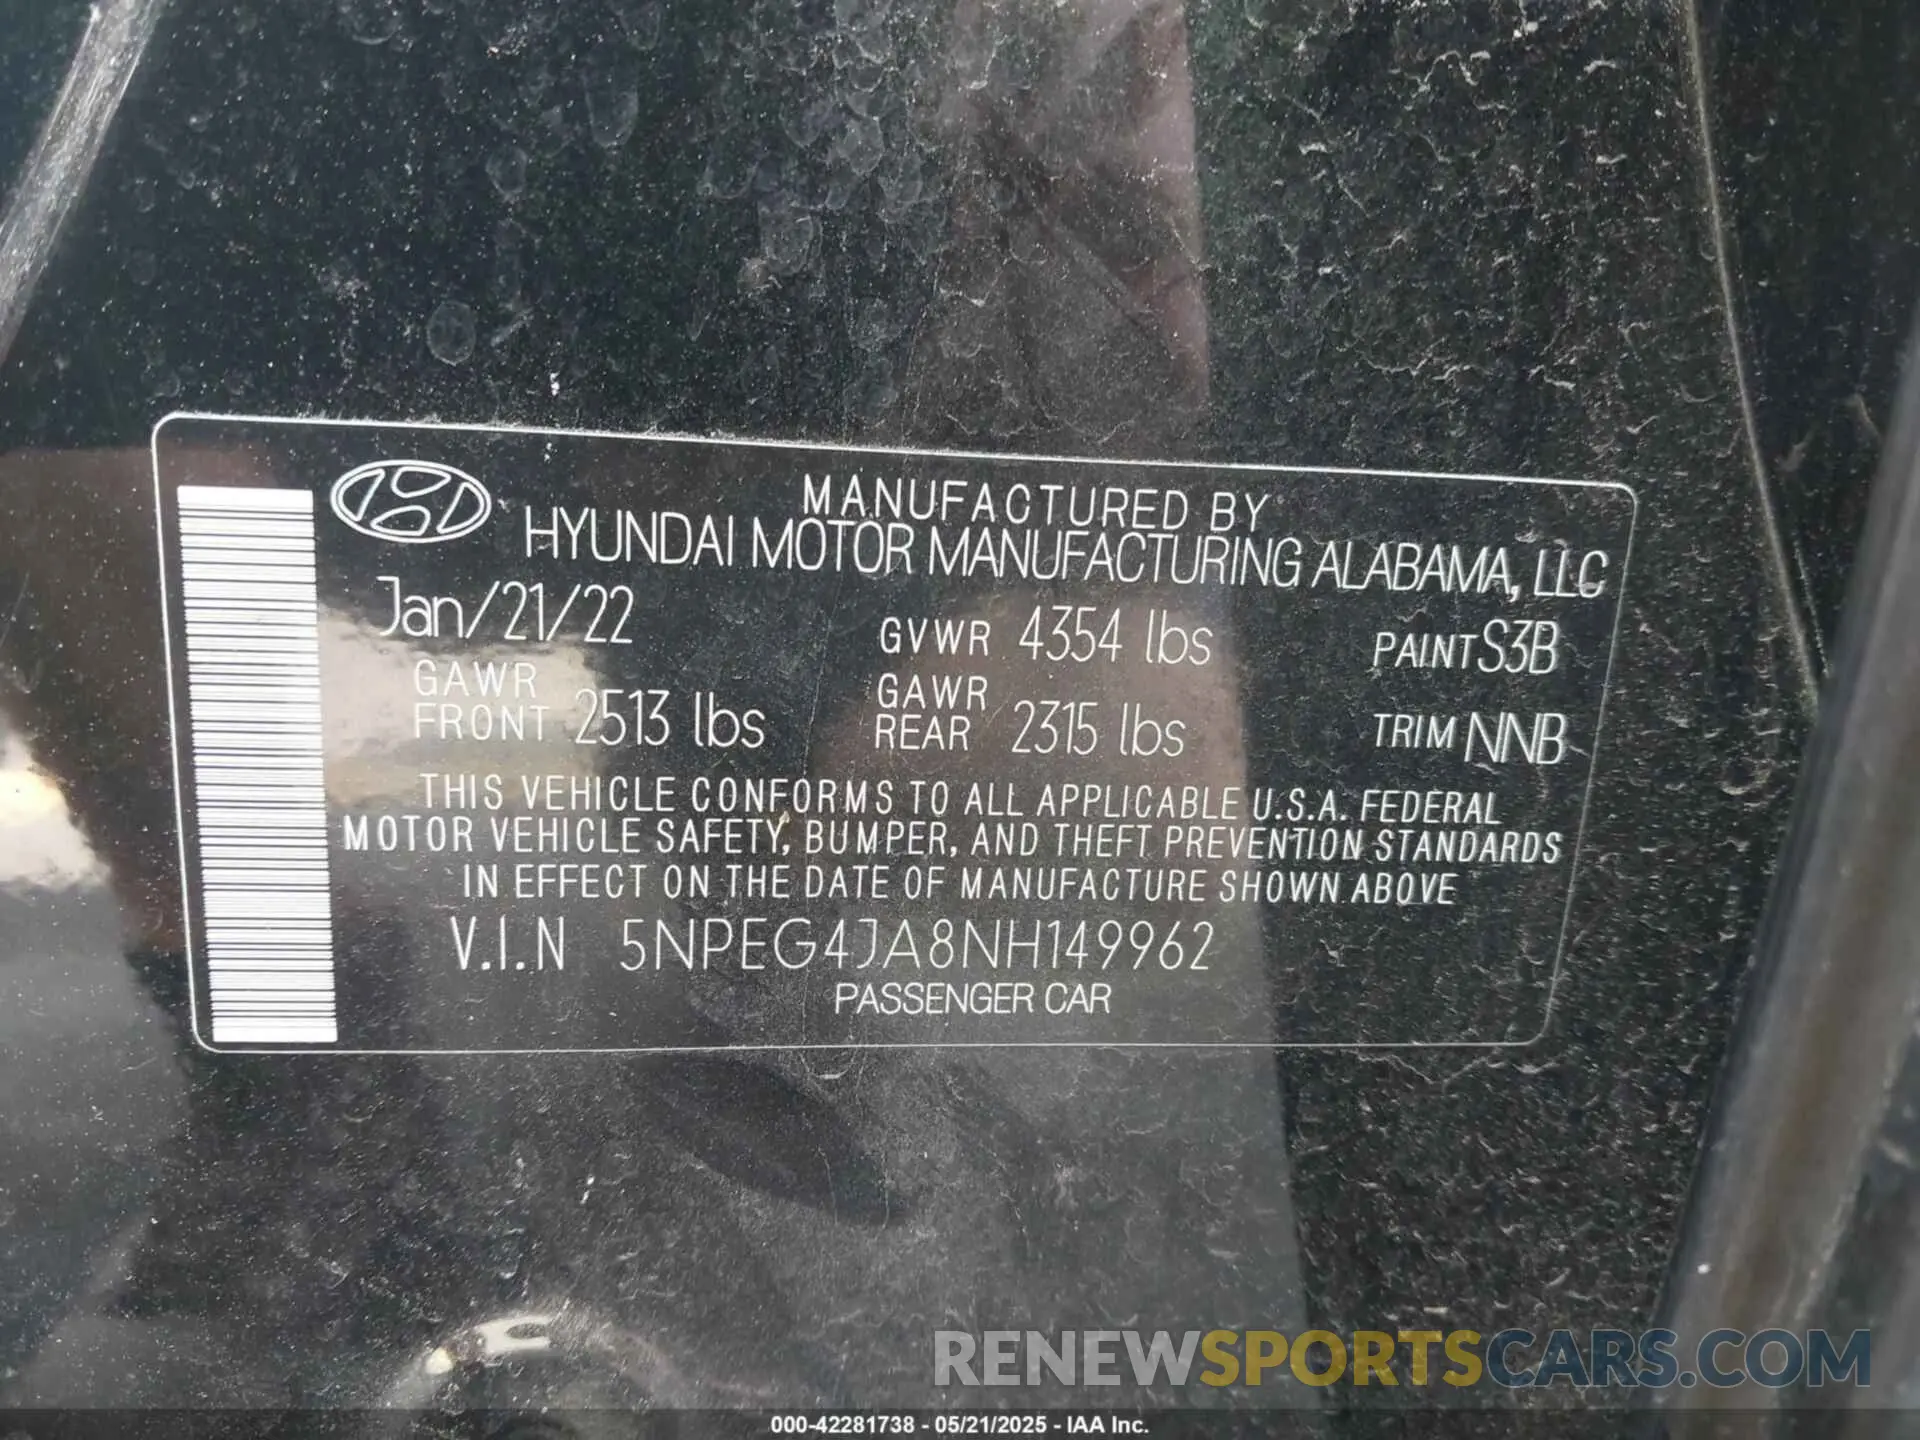 MANUFACTURED BY
HYUNDAI MOTOR MANUFACTURING ALABAMA, LLC
Jan/21/22 GVWR 4354 lbs PAINT S3B
GAWR FRONT 2513 lbs GAWR REAR 2315 lbs TRIM NNB
THIS VEHICLE CONFORMS TO ALL APPLICABLE U.S.A. FEDERAL
MOTOR VEHICLE SAFETY, BUMPER, AND THEFT PREVENTION STANDARDS
IN EFFECT ON THE DATE OF MANUFACTURE SHOWN ABOVE
V.I.N 5NPEG4JA8NH149962
PASSENGER CAR
RENEWSPORTSCARS.COM
000-42281738 - 05/21/2025 - IAA Inc.